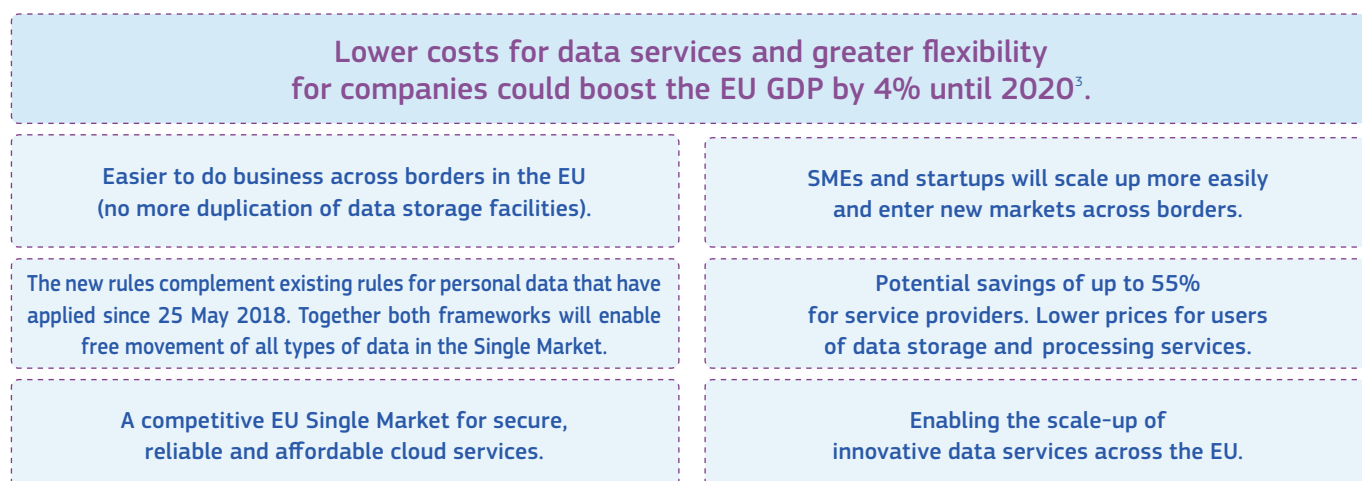 Lower costs for data services and greater flexibility
for companies could boost the EU GDP by 4% until 2020³.
Easier to do business across borders in the EU
(no more duplication of data storage facilities).
SMEs and startups will scale up more easily
and enter new markets across borders.
The new rules complement existing rules for personal data that have
applied since 25 May 2018. Together both frameworks will enable
free movement of all types of data in the Single Market.
Potential savings of up to 55%
for service providers. Lower prices for users
of data storage and processing services.
A competitive EU Single Market for secure,
reliable and affordable cloud services.
Enabling the scale-up of
innovative data services across the EU.